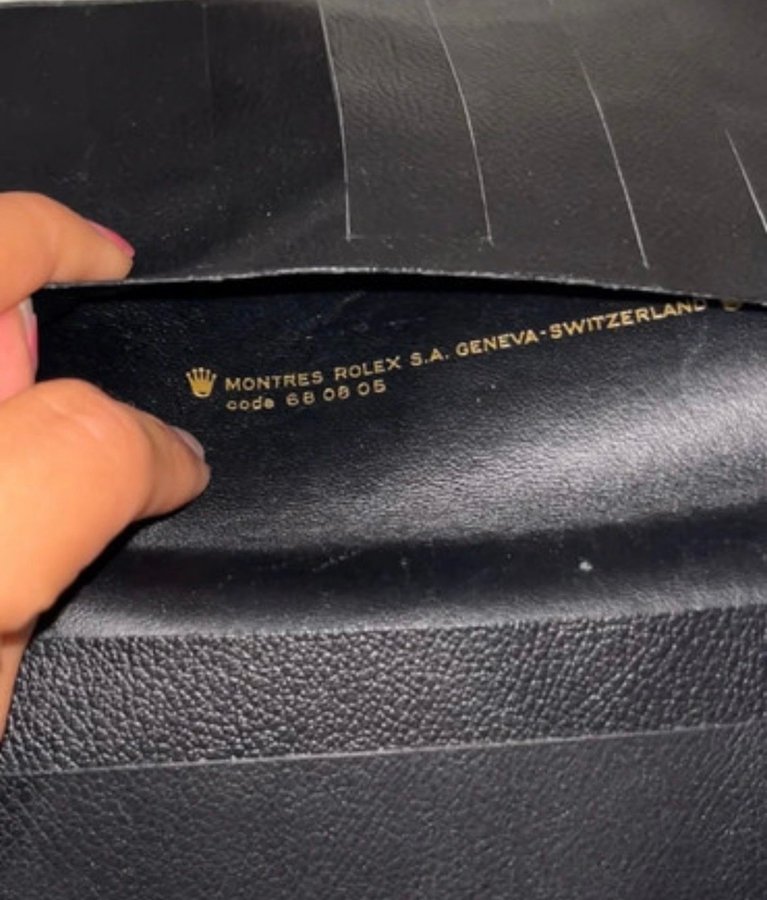 MONTRES ROLEX S.A. GENEVA-SWITZERLAND
code 68 08 05